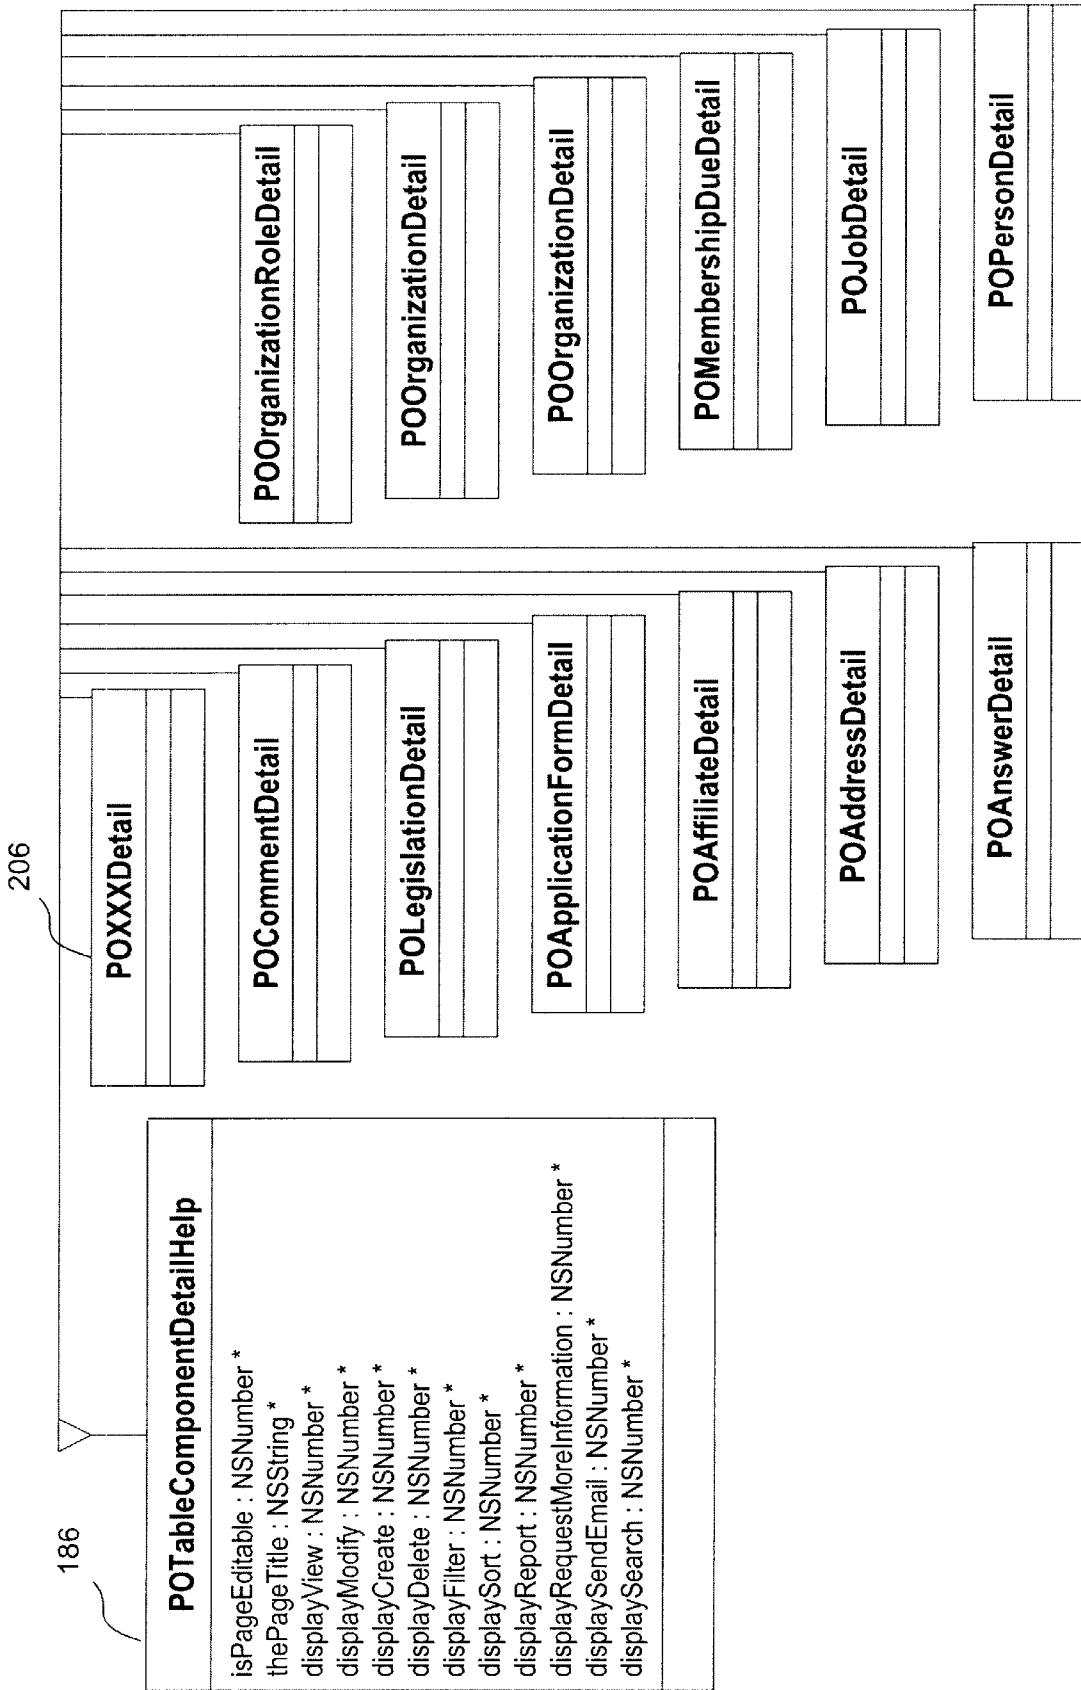 206
186
POTableComponentDetailHelp
isPageEditable : NSNumber *
thePageTitle : NSString *
displayView : NSNumber *
displayModify : NSNumber *
displayCreate : NSNumber *
displayDelete : NSNumber *
displayFilter : NSNumber *
displaySort : NSNumber *
displayReport : NSNumber *
displayRequestMoreInformation : NSNumber *
displaySendEmail : NSNumber *
displaySearch : NSNumber *
POXXXDetail
POCommentDetail
POLegislationDetail
POApplicationFormDetail
POAffiliateDetail
POAddressDetail
POAnswerDetail
POOrganizationRoleDetail
POOrganizationDetail
POOrganizationDetail
POMembershipDueDetail
POJobDetail
POPersonDetail